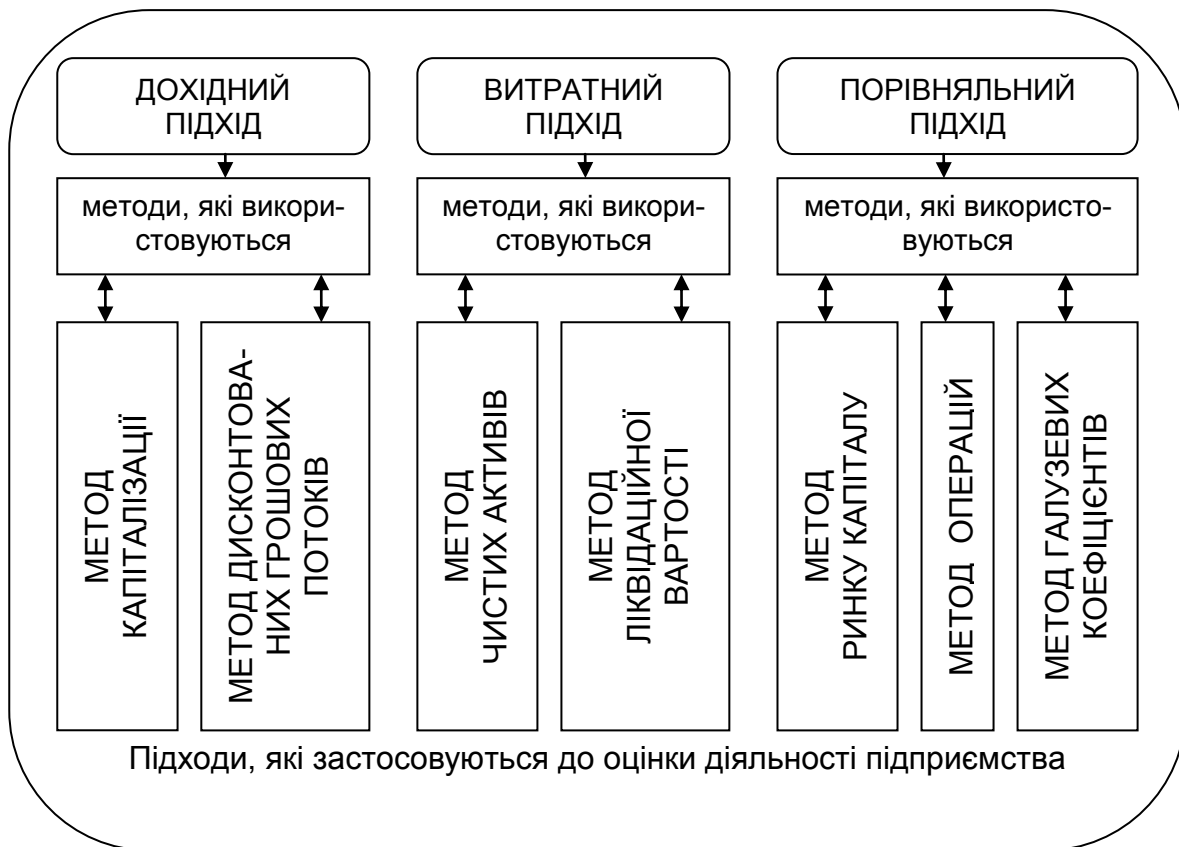 ДОХІДНИЙ
ПІДХІД
ВИТРАТНИЙ
ПІДХІД
ПОРІВНЯЛЬНИЙ
ПІДХІД
методи, які викори-
стовуються
методи, які викори-
стовуються
методи, які використо-
вуються
МЕТОД
КАПІТАЛІЗАЦІЇ
МЕТОД ДИСКОНТОВА-
НИХ ГРОШОВИХ
ПОТОКІВ
МЕТОД
ЧИСТИХ АКТИВІВ
МЕТОД
ЛІКВІДАЦІЙНОЇ
ВАРТОСТІ
МЕТОД
РИНКУ КАПІТАЛУ
МЕТОД ОПЕРАЦІЙ
МЕТОД ГАЛУЗЕВИХ
КОЕФІЦІЄНТІВ
Підходи, які застосовуються до оцінки діяльності підприємства